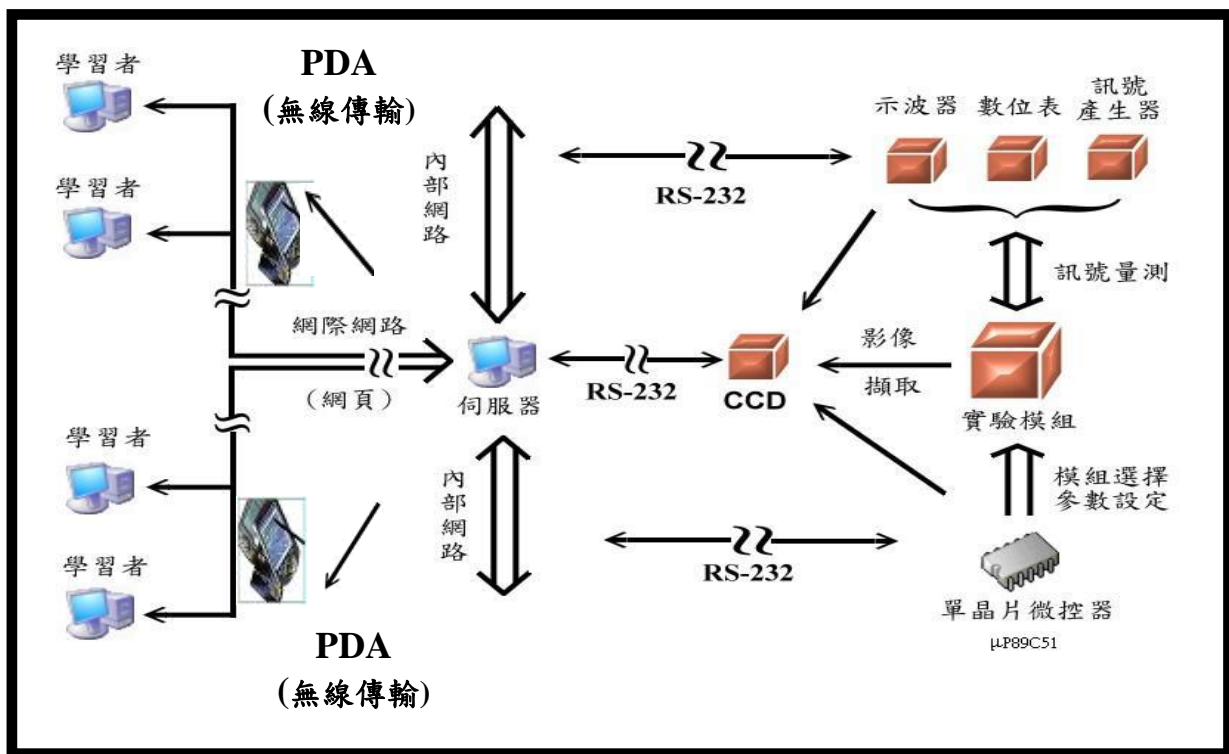 學習者
PDA
(無線傳輸)
學習者
內部網路
RS-232
示波器
數位表
訊號
產生器
訊號量測
網際網路
(網頁)
伺服器
RS-232
CCD
影像
擷取
實驗模組
學習者
學習者
內部網路
RS-232
模組選擇
參數設定
單晶片微控器
μP89C51
PDA
(無線傳輸)